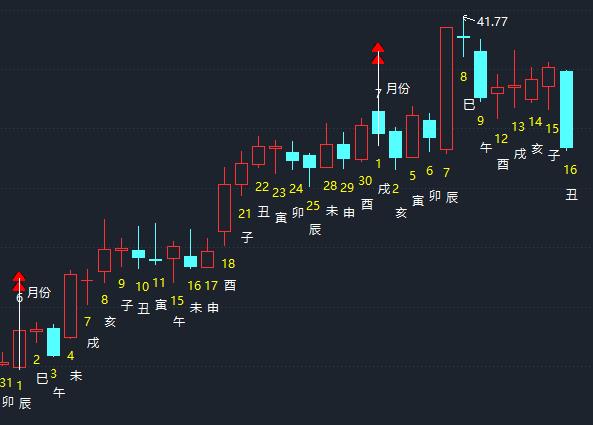 41.77
6 月份
7 月份
31
卯
1
辰
2
巳
3
午
4
未
7
戌
8
亥
9
子
10
丑
11
寅
15
午
16
未
17
申
18
酉
21
子
22
丑
23
寅
24
卯
25
辰
28
未
29
申
30
酉
1
戌
2
亥
5
寅
6
卯
7
辰
8
巳
9
午
12
酉
13
戌
14
亥
15
子
16
丑